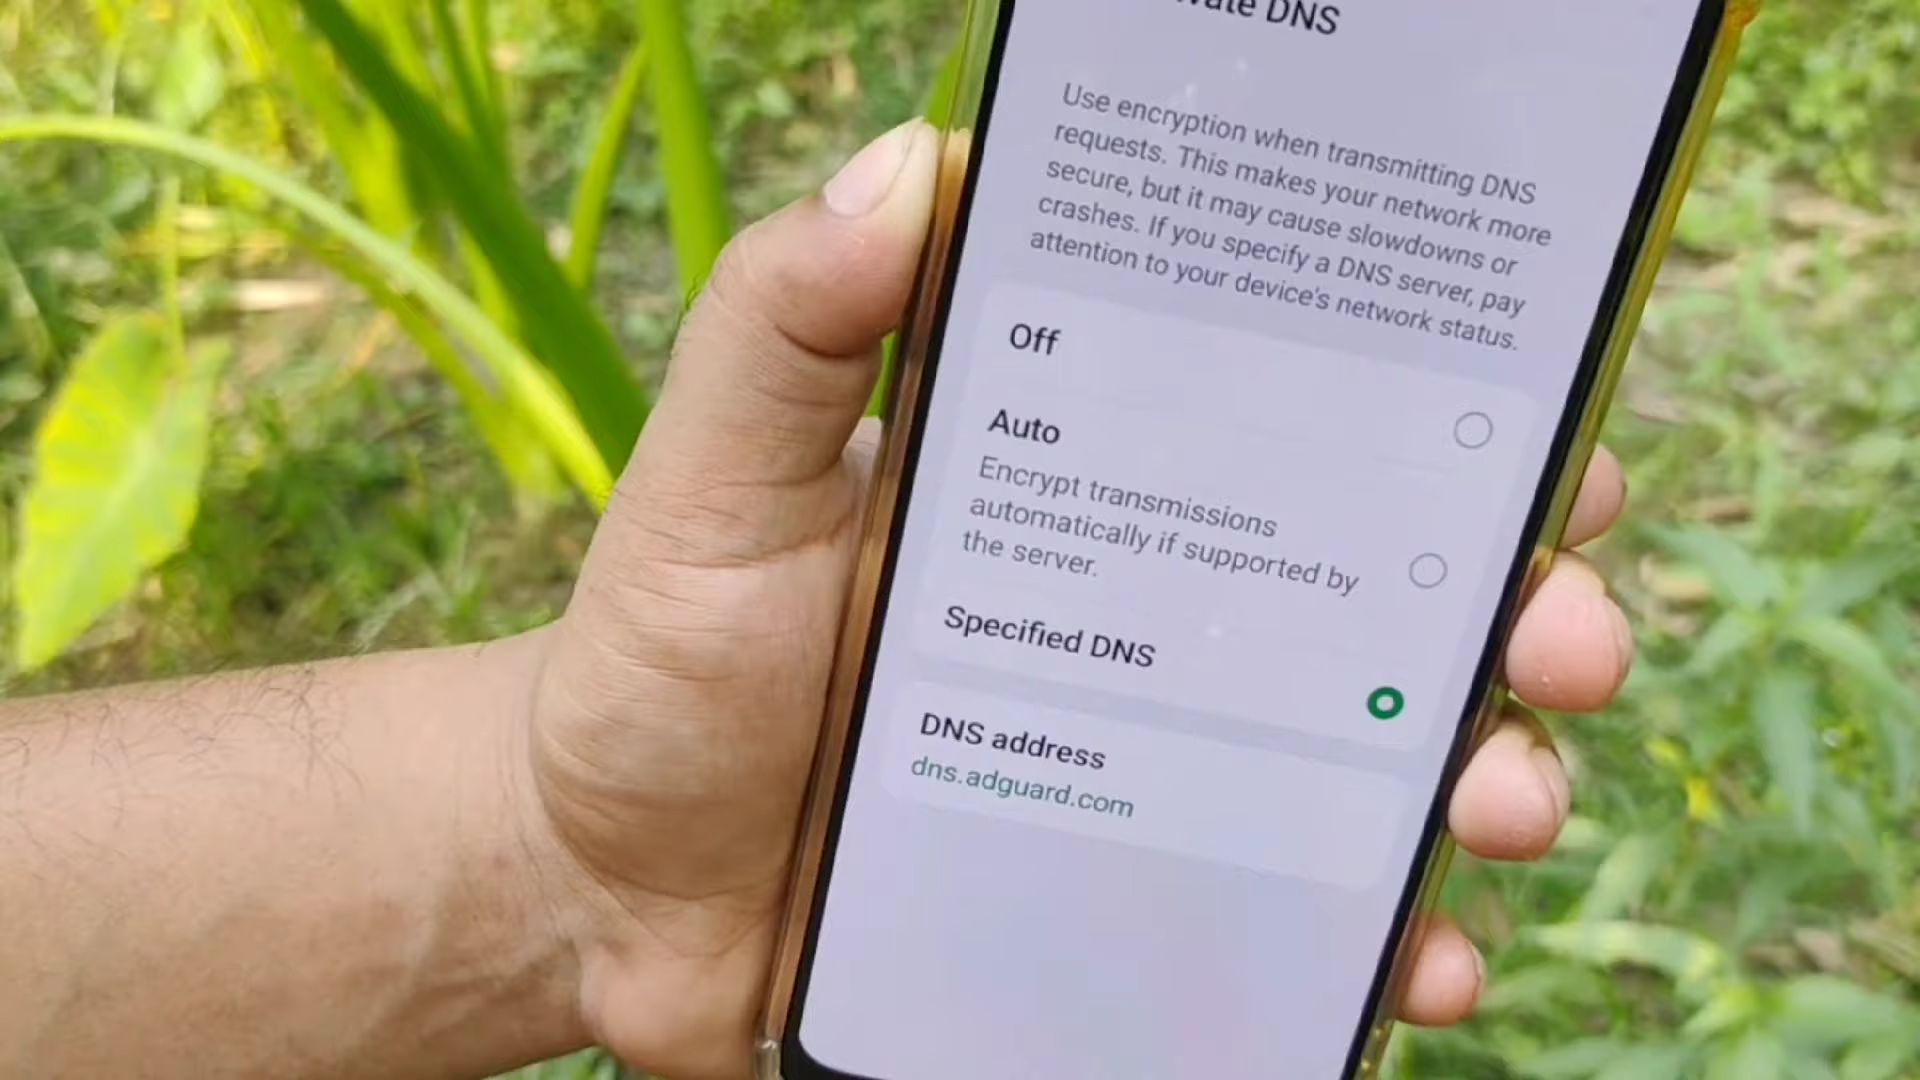 DNS
Use encryption when transmitting DNS
requests. This makes your network more
secure, but it may cause slowdowns or
crashes. If you specify a DNS server, pay
attention to your device's network status.
Off
Auto
Encrypt transmissions
automatically if supported by
the server.
Specified DNS
DNS address
dns.adguard.com